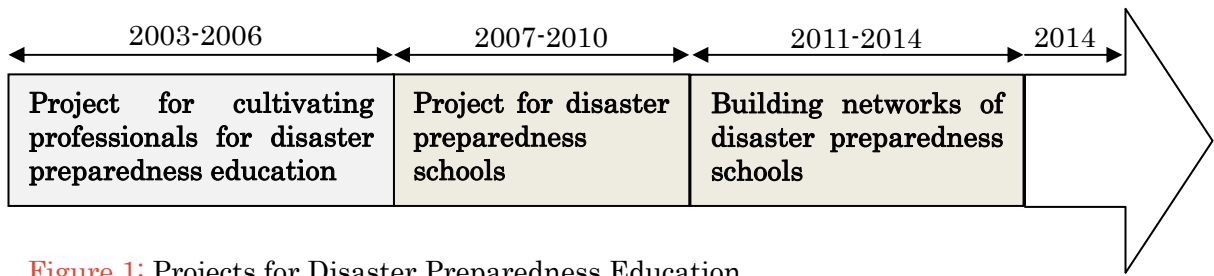 2003-2006 2007-2010 2011-2014 2014
Project for cultivating
professionals for disaster
preparedness education
Project for disaster
preparedness
schools
Building networks of
disaster preparedness
schools
Figure 1: Projects for Disaster Preparedness Education